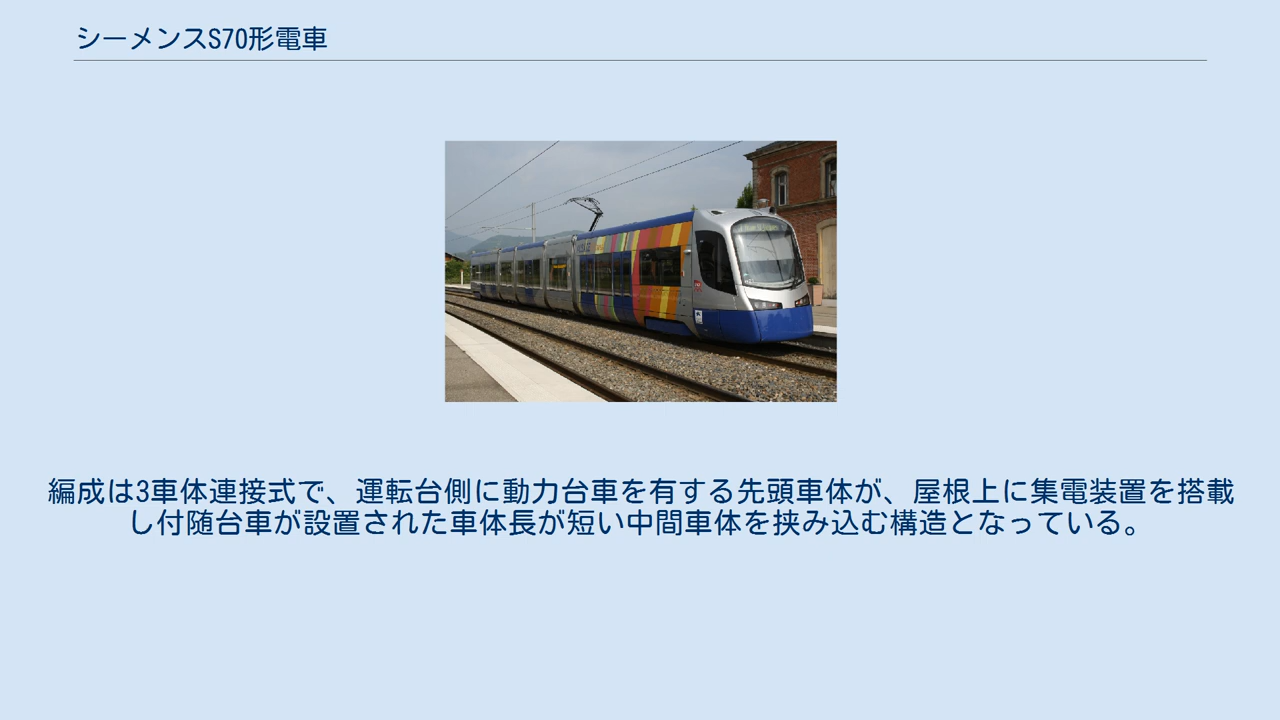 シーメンスS70形電車
編成は3車体連接式で、運転台側に動力台車を有する先頭車体が、屋根上に集電装置を搭載
し付随台車が設置された車体長が短い中間車体を挟み込む構造となっている。